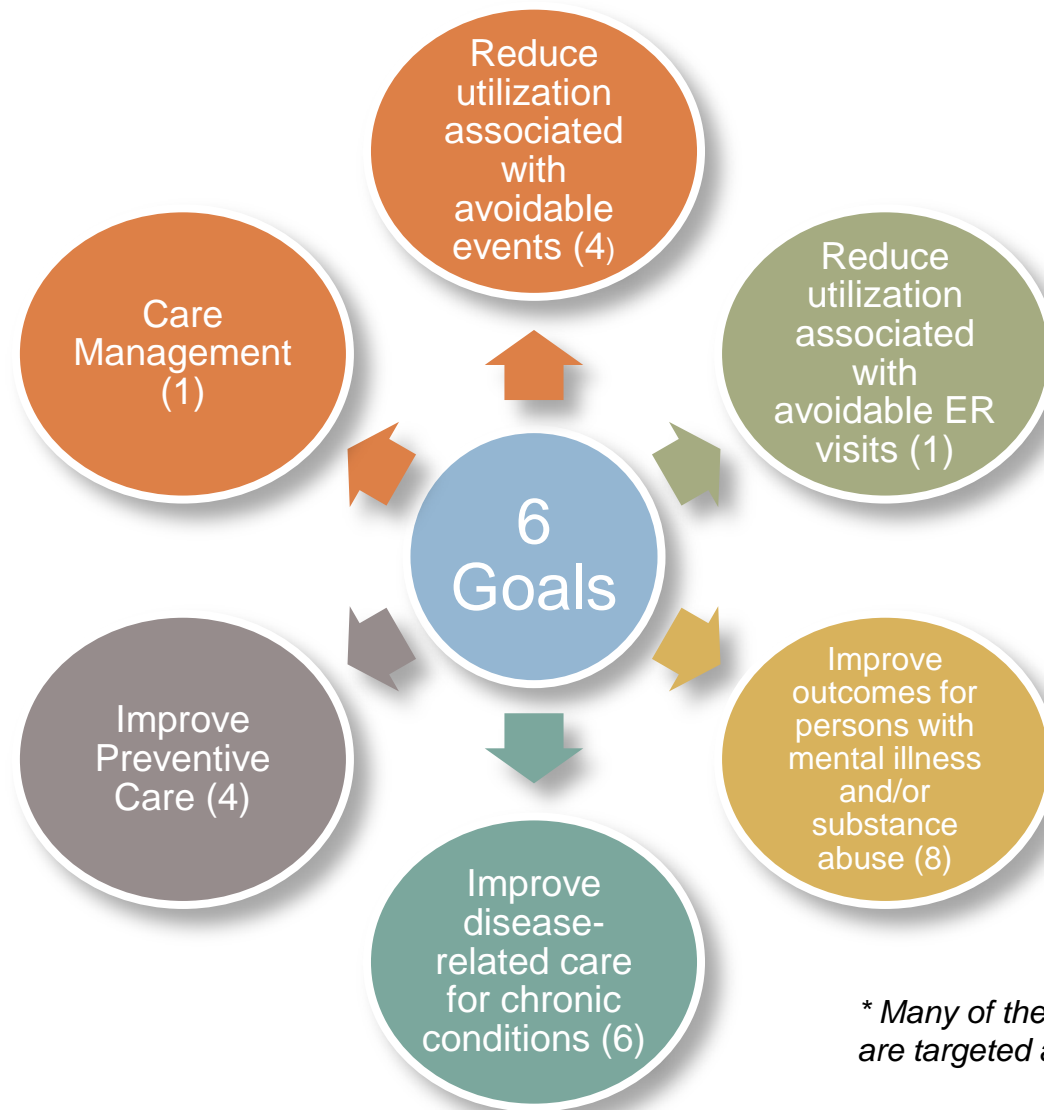 Reduce
utilization
associated
with
avoidable
events (4)
Reduce
utilization
associated
with
avoidable ER
visits (1)
Care
Management
(1)
6
Goals
Improve
outcomes for
persons with
mental illness
and/or
substance
abuse (8)
Improve
Preventive
Care (4)
Improve
disease-
related care
for chronic
conditions (6)
* Many of the
are targeted a